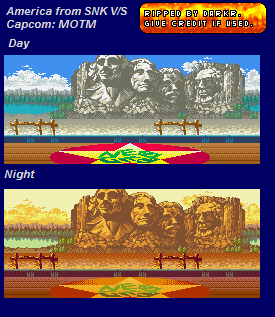 America from SNK V/S
Capcom: MOTM
RIPPED BY DARKR.
GIVE CREDIT IF USED.
Day
Night